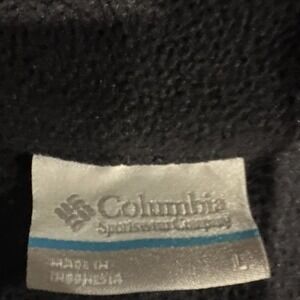 Columbia
Sportswear Company
MADE IN
INDONESIA
L